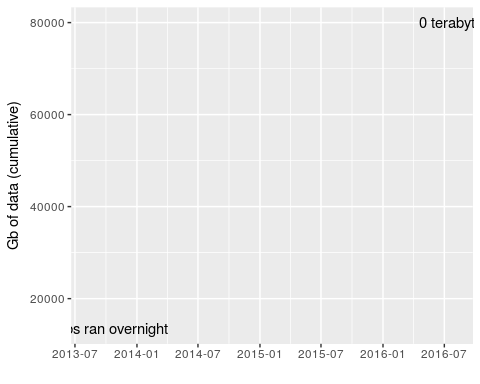 80000
0 terabyt
60000
Gb of data (cumulative)
40000
20000
ps ran overnight
2013-07 2014-01 2014-07 2015-01 2015-07 2016-01 2016-07